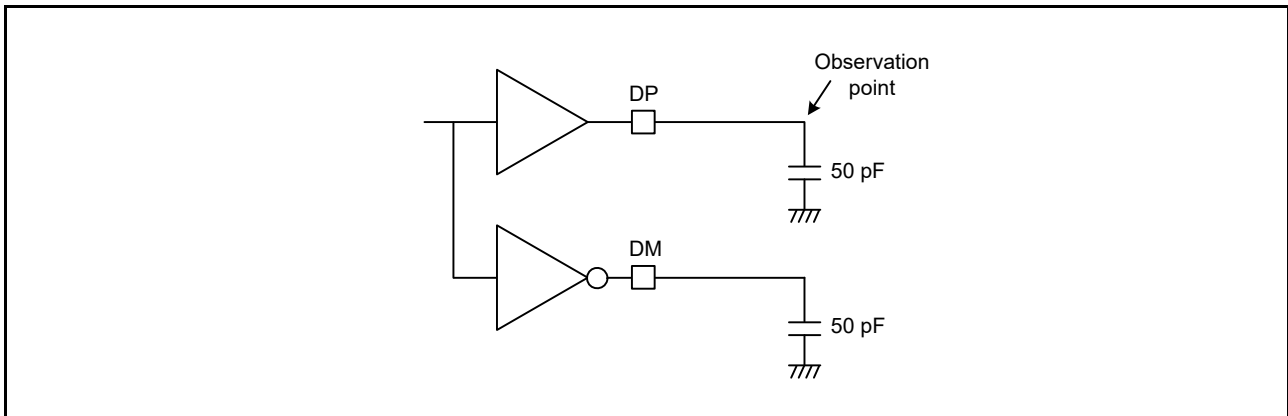 Observation
point
DP
50 pF
DM
50 pF